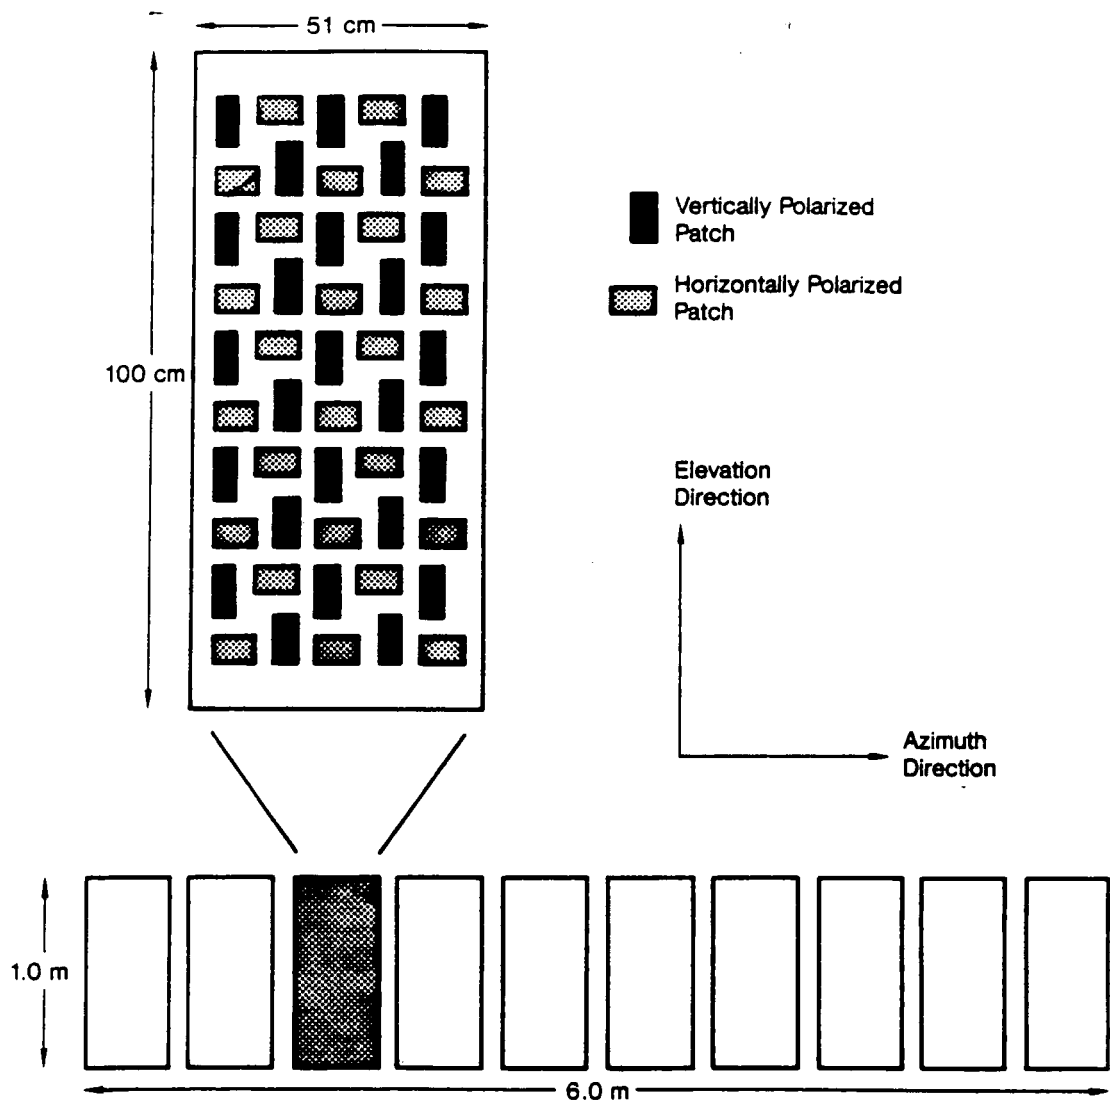 51 cm
Vertically Polarized
Patch
Horizontally Polarized
Patch
100 cm
Elevation
Direction
Azimuth
Direction
1.0 m
6.0 m